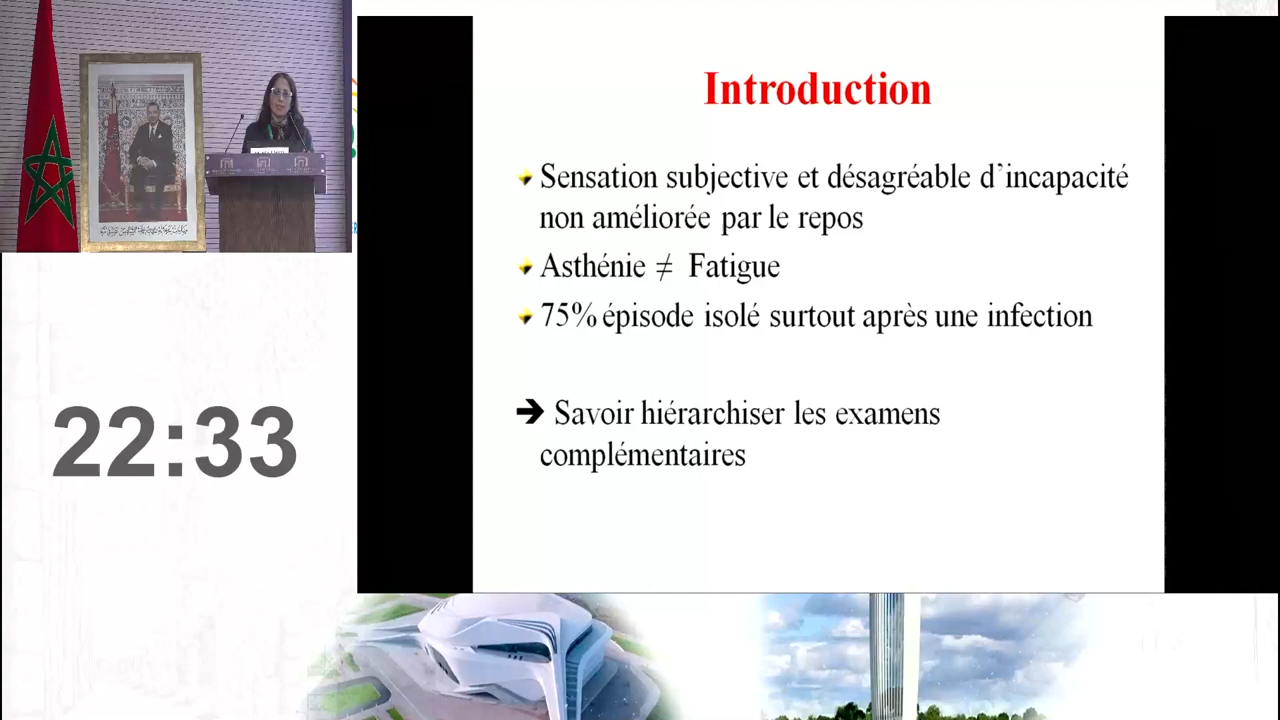 Introduction
Sensation subjective et désagréable d’incapacité
non améliorée par le repos
Asthénie ≠ Fatigue
75% épisode isolé surtout après une infection
➔ Savoir hiérarchiser les examens
complémentaires
22:33